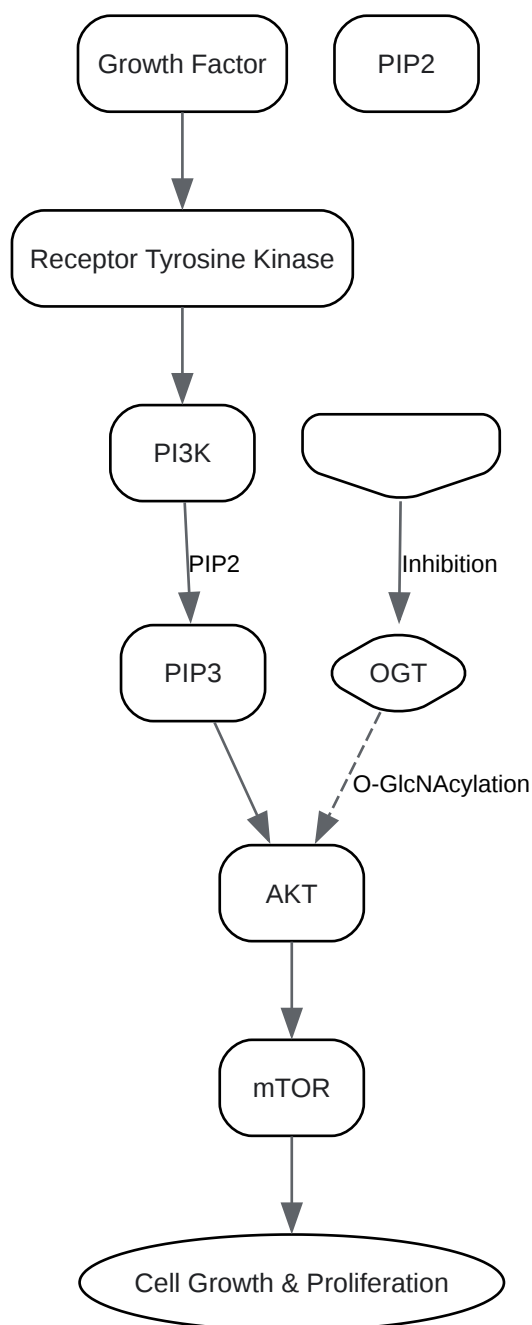 Growth Factor
PIP2
Receptor Tyrosine Kinase
PI3K
PIP2
Inhibition
PIP3
OGT
O-GlcNAcylation
AKT
mTOR
Cell Growth & Proliferation